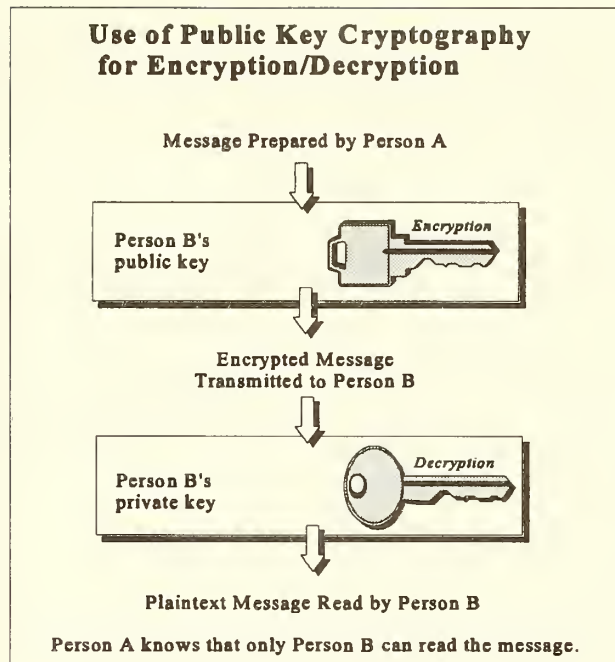 Use of Public Key Cryptography
for Encryption/Decryption
Message Prepared by Person A
Encryption
Person B's
public key
Encrypted Message
Transmitted to Person B
Decryption
Person B's
private key
Plaintext Message Read by Person B
Person A knows that only Person B can read the message.